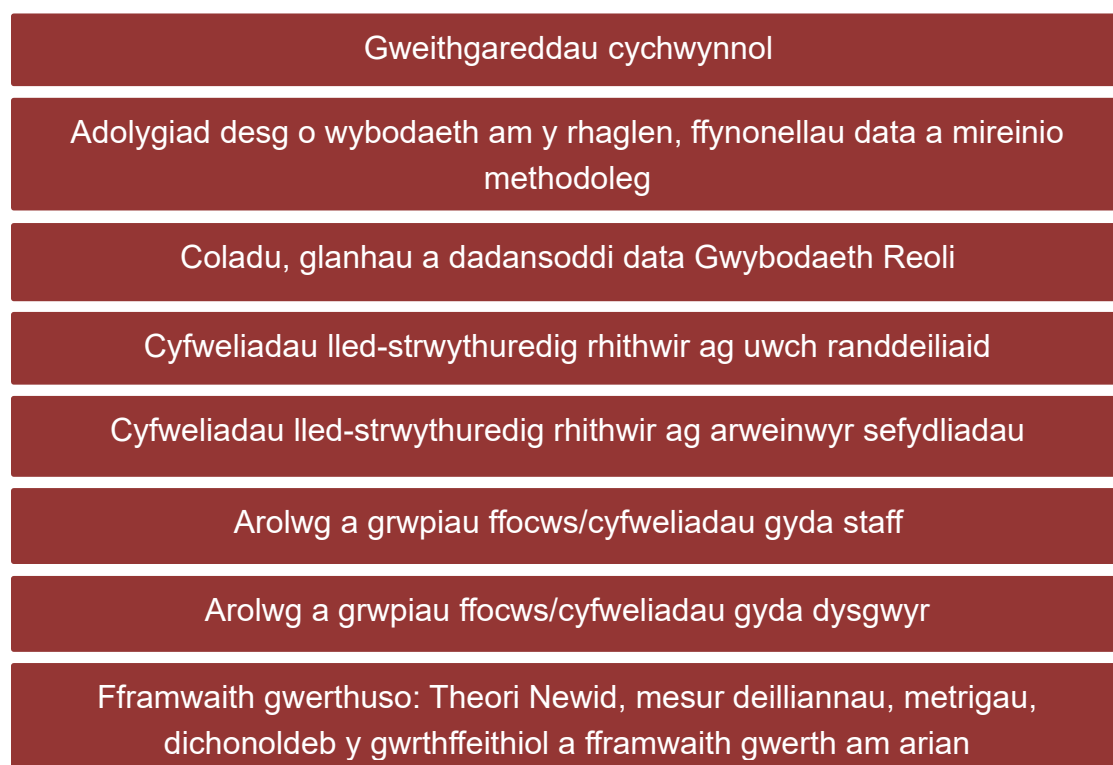 Gweithgareddau cychwynnol
Adolygiad desg o wybodaeth am y rhaglen, ffynonellau data a mireinio
methodoleg
Coladu, glanhau a dadansoddi data Gwybodaeth Reoli
Cyfweliadau lled-strwythuredig rhithwir ag uwch randdeiliaid
Cyfweliadau lled-strwythuredig rhithwir ag arweinwyr sefydliadau
Arolwg a grwpiau ffocws/cyfweliadau gyda staff
Arolwg a grwpiau ffocws/cyfweliadau gyda dysgwyr
Fframwaith gwerthuso: Theori Newid, mesur deilliannau, metrigau,
dichonoldeb y gwrthffeithiol a fframwaith gwerth am arian